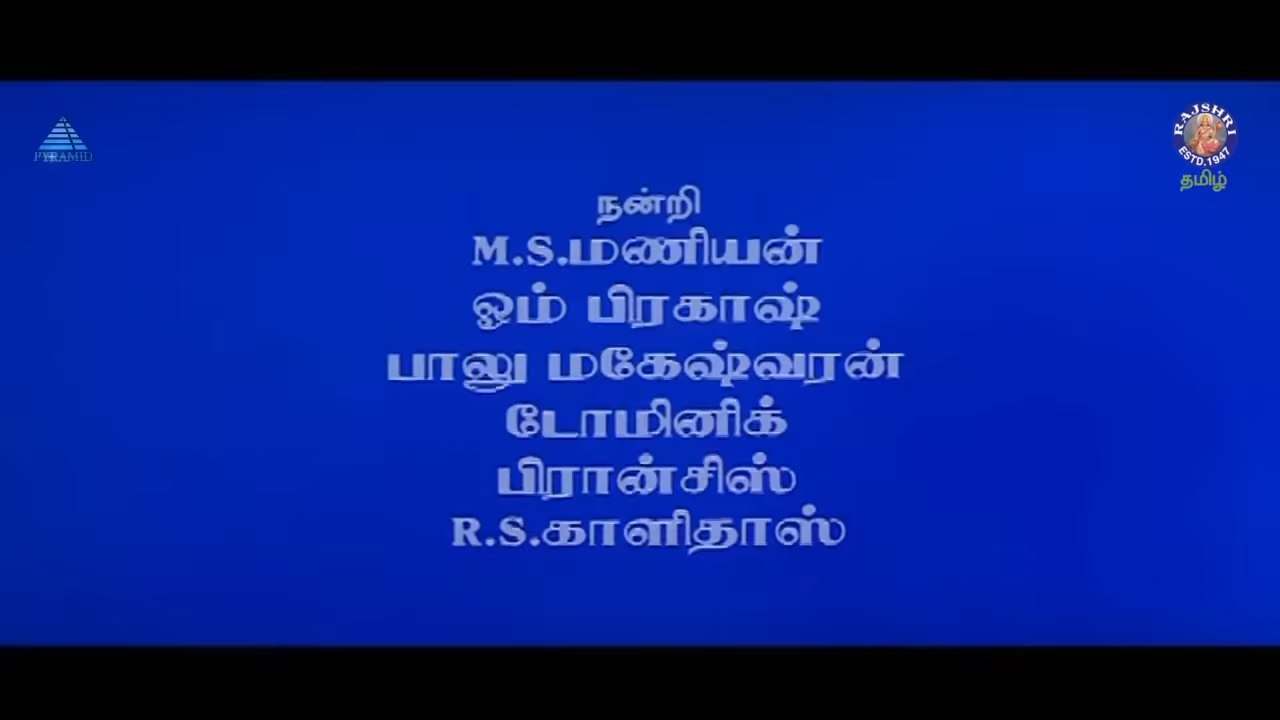 PYRAMID
RAJSHRI
ESTD.1947
தமிழ்
நன்றி
M.S.மணியன்
ஓம் பிரகாஷ்
பாலு மகேஷ்வரன்
டோமினிக்
பிரான்சிஸ்
R.S.காளிதாஸ்